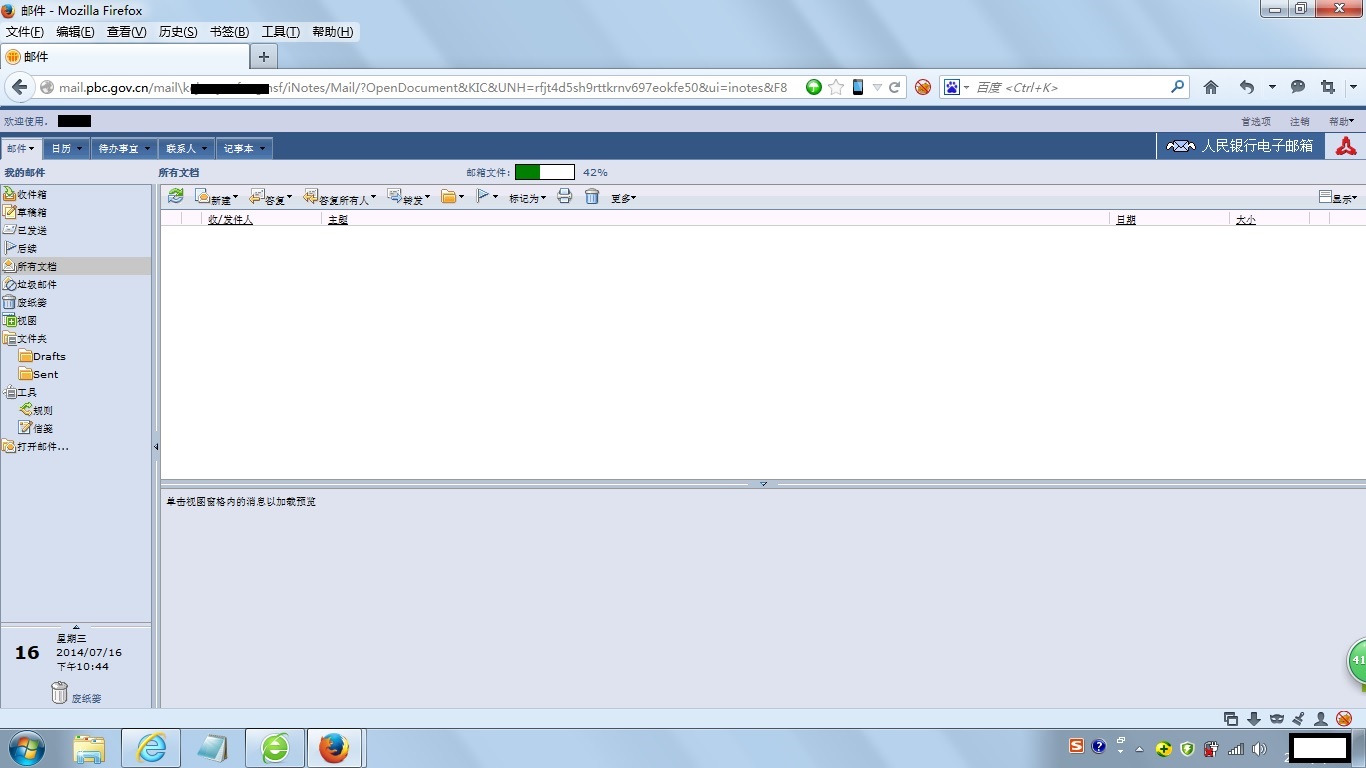 邮件 - Mozilla Firefox
文件(F) 编辑(E) 查看(V) 历史(S) 书签(B) 工具(T) 帮助(H)
邮件
mail.pbc.gov.cn/mail\k nsf/iNotes/Mail/?OpenDocument&KIC&UNH=rfjt4d5sh9rttkrnv697eokfe50&ui=inotes&F8
百度 <Ctrl+K>
欢迎使用，
首选项 注销 帮助
邮件 日历 待办事宜 联系人 记事本
人民银行电子邮箱
我的邮件 所有文档 邮箱文件: 42%
新建 答复 答复所有人 转发 标记为 更多 显示
收/发件人 主题 日期 大小
收件箱
草稿箱
已发送
后续
所有文档
垃圾邮件
废纸篓
视图
文件夹
Drafts
Sent
工具
规则
信笺
打开邮件...
单击视图窗格内的消息以加载预览
16
星期三
2014/07/16
下午10:44
废纸篓
41